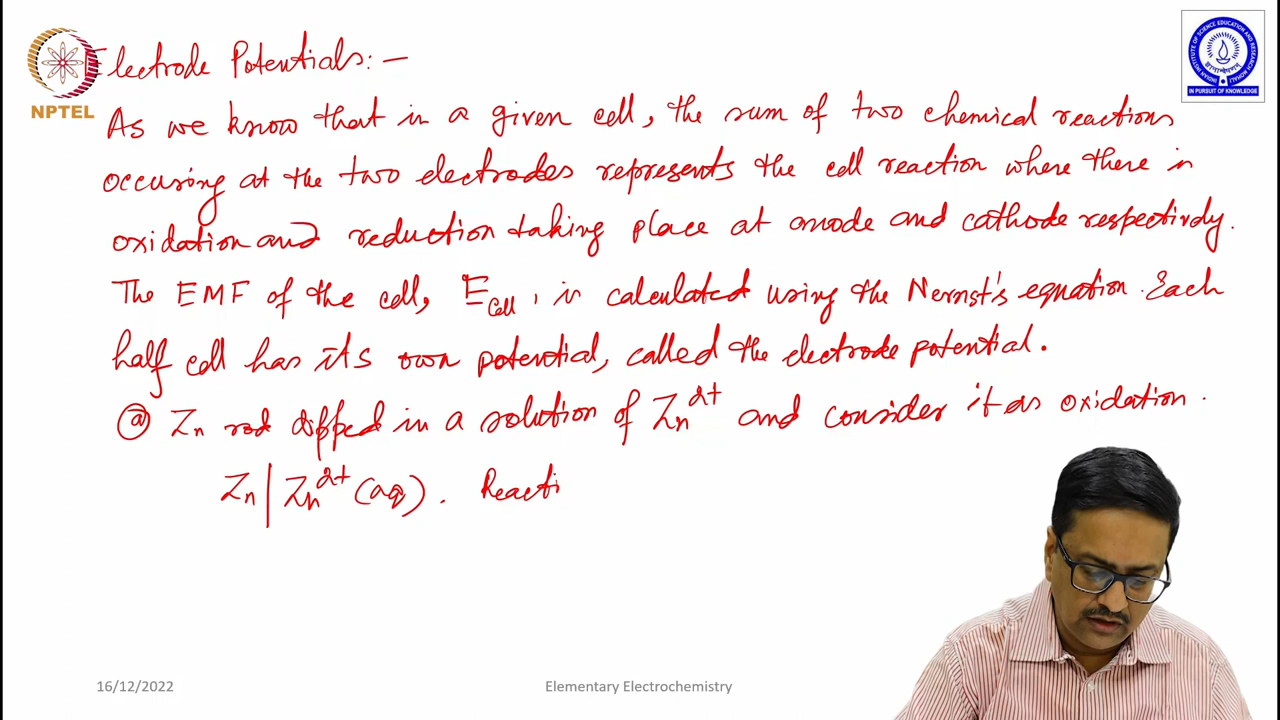 Electrode Potentials:-
As we know that in a given cell, the sum of two chemical reactions
occuring at the two electrodes represents the cell reaction where there is
oxidation and reduction taking place at anode and cathode respectively.
The EMF of the cell, Ecell, is calculated using the Nernst's equation. Each
half cell has its own potential, called the electrode potential.
@ Zn rod dipped in a solution of Zn²⁺ and consider it as oxidation.
Zn | Zn²⁺ (aq). Reacti
NPTEL
IN PURSUIT OF KNOWLEDGE
16/12/2022
Elementary Electrochemistry